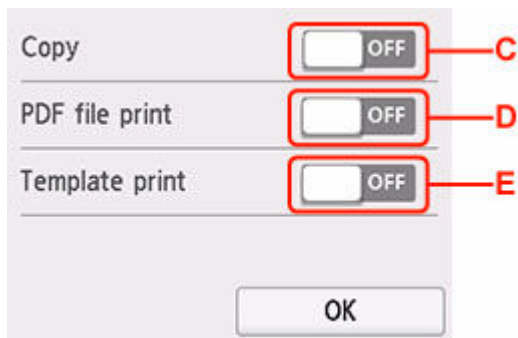 Copy OFF C
PDF file print OFF D
Template print OFF E
OK